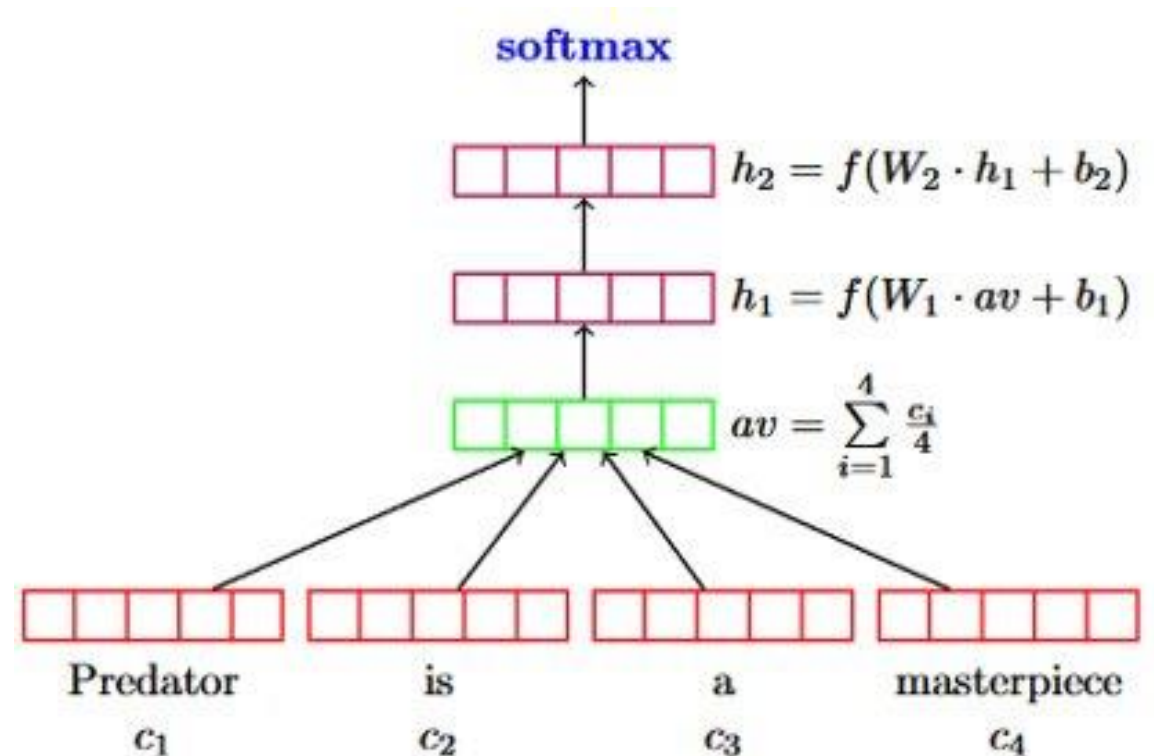 softmax
h₂ = f(W₂ · h₁ + b₂)
h₁ = f(W₁ · av + b₁)
av = ∑_{i=1}^{4} c_i/4
Predator is a masterpiece
c₁ c₂ c₃ c₄